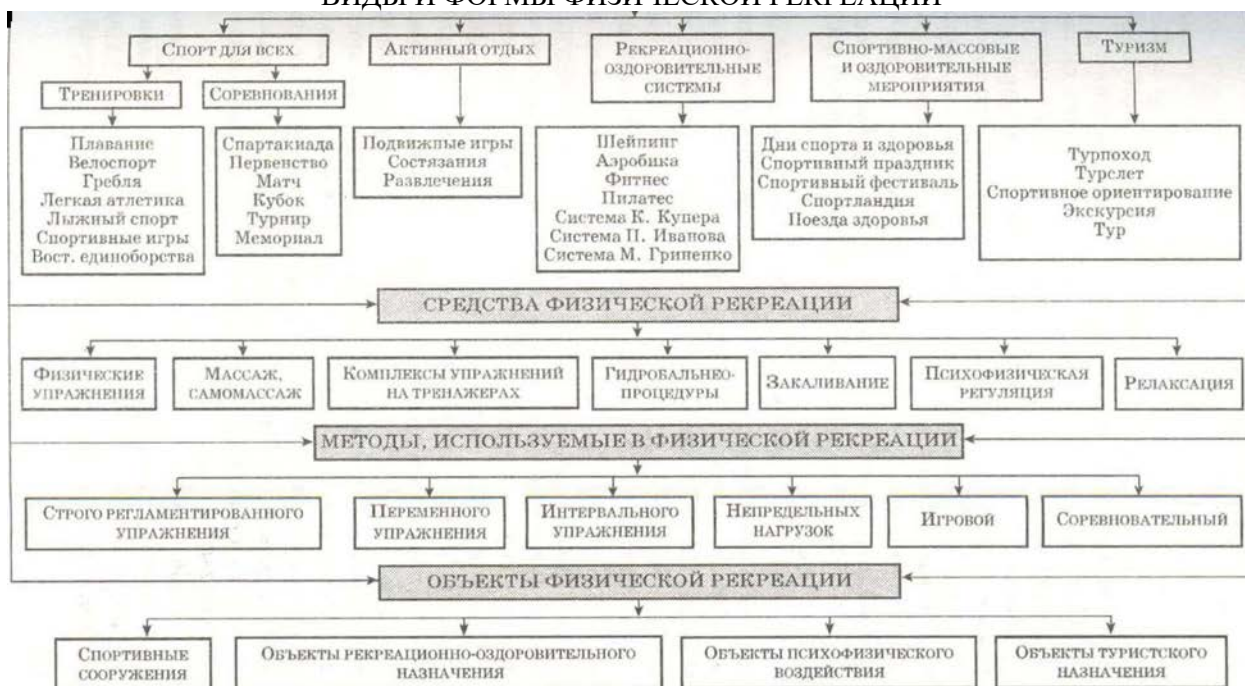 ВИДЫ И ФОРМЫ ФИЗИЧЕСКОЙ РЕКРЕАЦИИ
СПОРТ ДЛЯ ВСЕХ
АКТИВНЫЙ ОТДЫХ
РЕКРЕАЦИОННО-
ОЗДОРОВИТЕЛЬНЫЕ
СИСТЕМЫ
СПОРТИВНО-МАССОВЫЕ
И ОЗДОРОВИТЕЛЬНЫЕ
МЕРОПРИЯТИЯ
ТУРИЗМ
ТРЕНИРОВКИ
СОРЕВНОВАНИЯ
Плавание
Велоспорт
Гребля
Легкая атлетика
Лыжный спорт
Спортивные игры
Вост. единоборства
Спартакиада
Первенство
Матч
Кубок
Турнир
Мемориал
Подвижные игры
Состязания
Развлечения
Шейпинг
Аэробика
Фитнес
Пилатес
Система К. Купера
Система П. Иванова
Система М. Гриненко
Дни спорта и здоровья
Спортивный праздник
Спортивный фестиваль
Спортландия
Поезда здоровья
Турпоход
Турслет
Спортивное ориентирование
Экскурсия
Тур
СРЕДСТВА ФИЗИЧЕСКОЙ РЕКРЕАЦИИ
ФИЗИЧЕСКИЕ
УПРАЖНЕНИЯ
МАССАЖ,
САМОМАССАЖ
КОМПЛЕКСЫ УПРАЖНЕНИЙ
НА ТРЕНАЖЕРАХ
ГИДРОБАЛЬНЕО-
ПРОЦЕДУРЫ
ЗАКАЛИВАНИЕ
ПСИХОФИЗИЧЕСКАЯ
РЕГУЛЯЦИЯ
РЕЛАКСАЦИЯ
МЕТОДЫ, ИСПОЛЬЗУЕМЫЕ В ФИЗИЧЕСКОЙ РЕКРЕАЦИИ
СТРОГО РЕГЛАМЕНТИРОВАННОГО
УПРАЖНЕНИЯ
ПЕРЕМЕННОГО
УПРАЖНЕНИЯ
ИНТЕРВАЛЬНОГО
УПРАЖНЕНИЯ
НЕПРЕДЕЛЬНЫХ
НАГРУЗОК
ИГРОВОЙ
СОРЕВНОВАТЕЛЬНЫЙ
ОБЪЕКТЫ ФИЗИЧЕСКОЙ РЕКРЕАЦИИ
СПОРТИВНЫЕ
СООРУЖЕНИЯ
ОБЪЕКТЫ РЕКРЕАЦИОННО-ОЗДОРОВИТЕЛЬНОГО
НАЗНАЧЕНИЯ
ОБЪЕКТЫ ПСИХОФИЗИЧЕСКОГО
ВОЗДЕЙСТВИЯ
ОБЪЕКТЫ ТУРИСТСКОГО
НАЗНАЧЕНИЯ